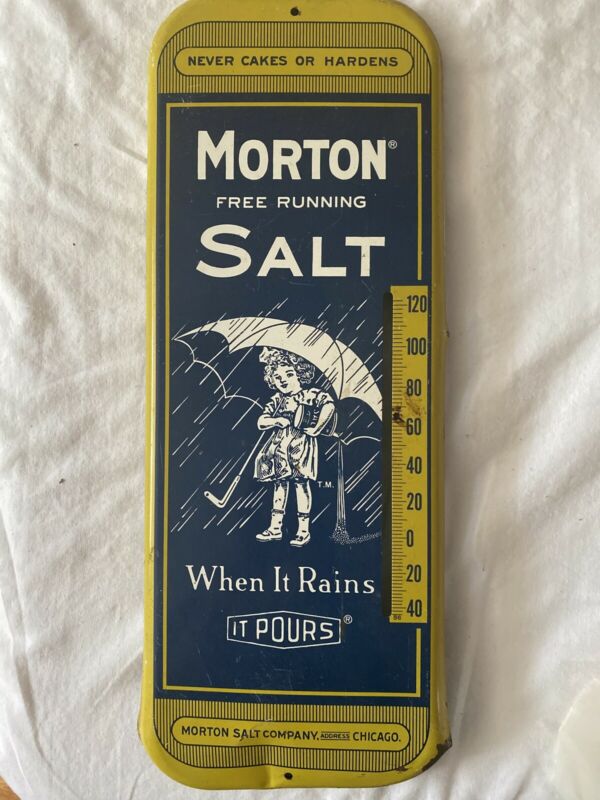 NEVER CAKES OR HARDENS
MORTON®
FREE RUNNING
SALT
120
100
80
60
40
20
0
20
40
T.M.
When It Rains
IT POURS®
MORTON SALT COMPANY, ADDRESS CHICAGO.